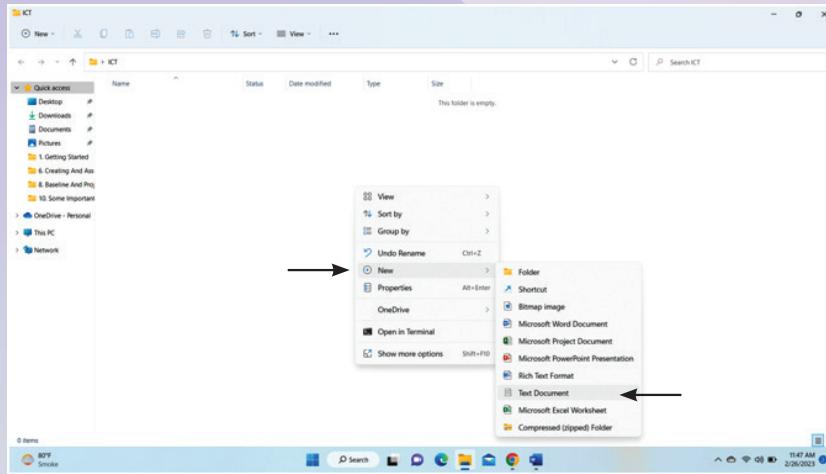 ICT
New
Sort
View
ICT
Search ICT
Name Status Date modified Type Size
This folder is empty.
Quick access
Desktop
Downloads
Documents
Pictures
1. Getting Started
6. Creating And Ass
8. Baseline And Proj
10. Some Important
OneDrive - Personal
This PC
Network
View
Sort by
Group by
Undo Rename Ctrl+Z
New
Properties Alt+Enter
OneDrive
Open in Terminal
Show more options Shift+F10
Folder
Shortcut
Bitmap image
Microsoft Word Document
Microsoft Project Document
Microsoft PowerPoint Presentation
Rich Text Format
Text Document
Microsoft Excel Worksheet
Compressed (zipped) Folder
0 items
80°F
Smoke
Search
11:47 AM
2/26/2023